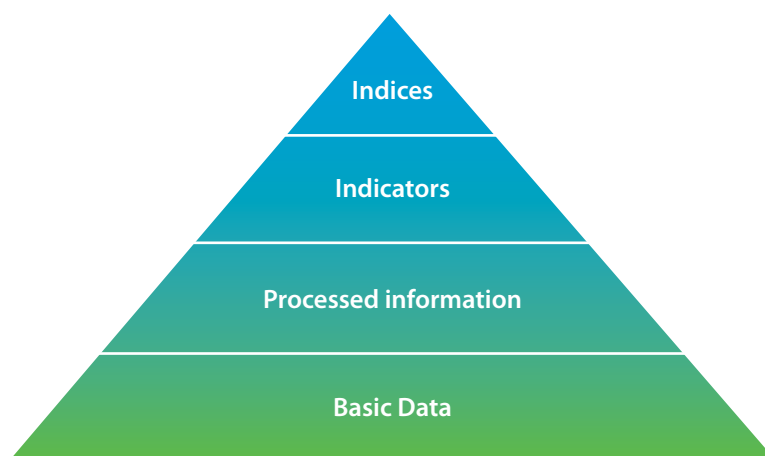 Indices
Indicators
Processed information
Basic Data